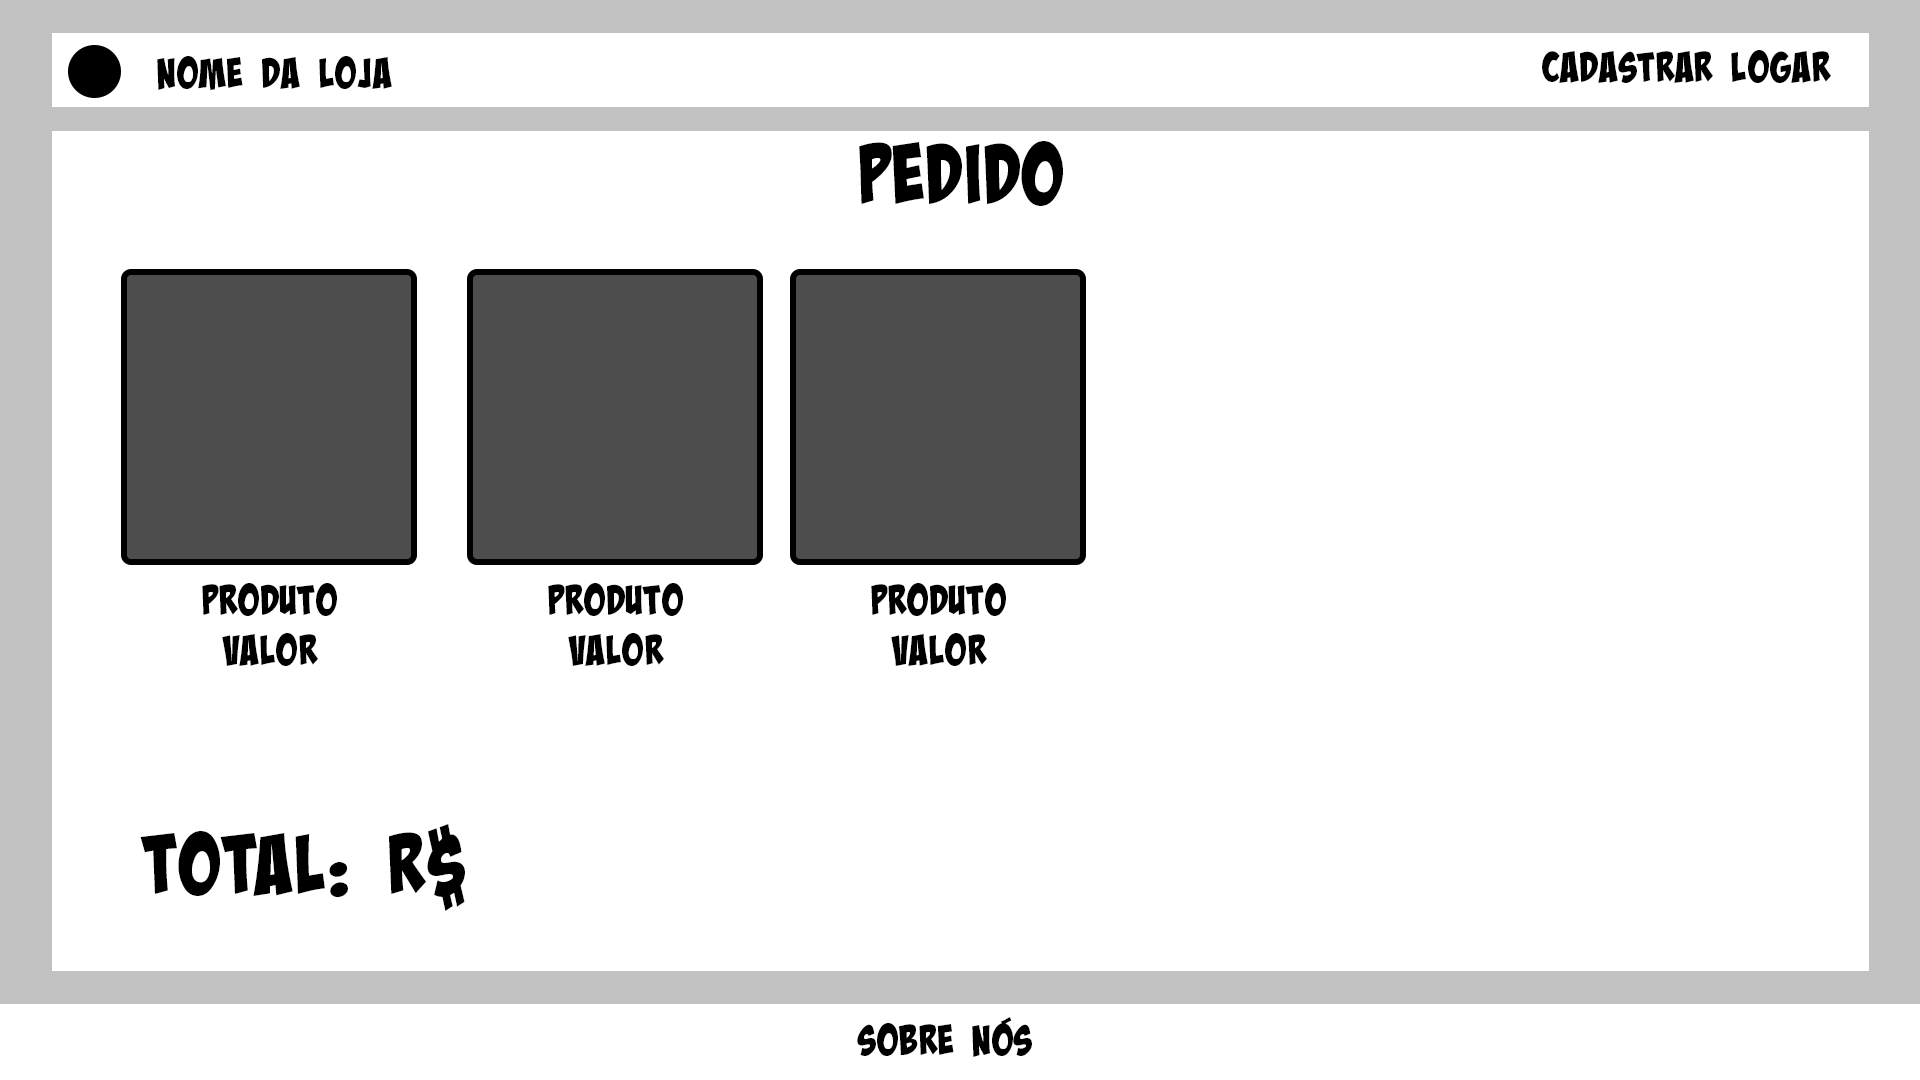 NOME DA LOJA
CADASTRAR LOGAR
PEDIDO
PRODUTO
VALOR
PRODUTO
VALOR
PRODUTO
VALOR
TOTAL: R$
SOBRE NÓS